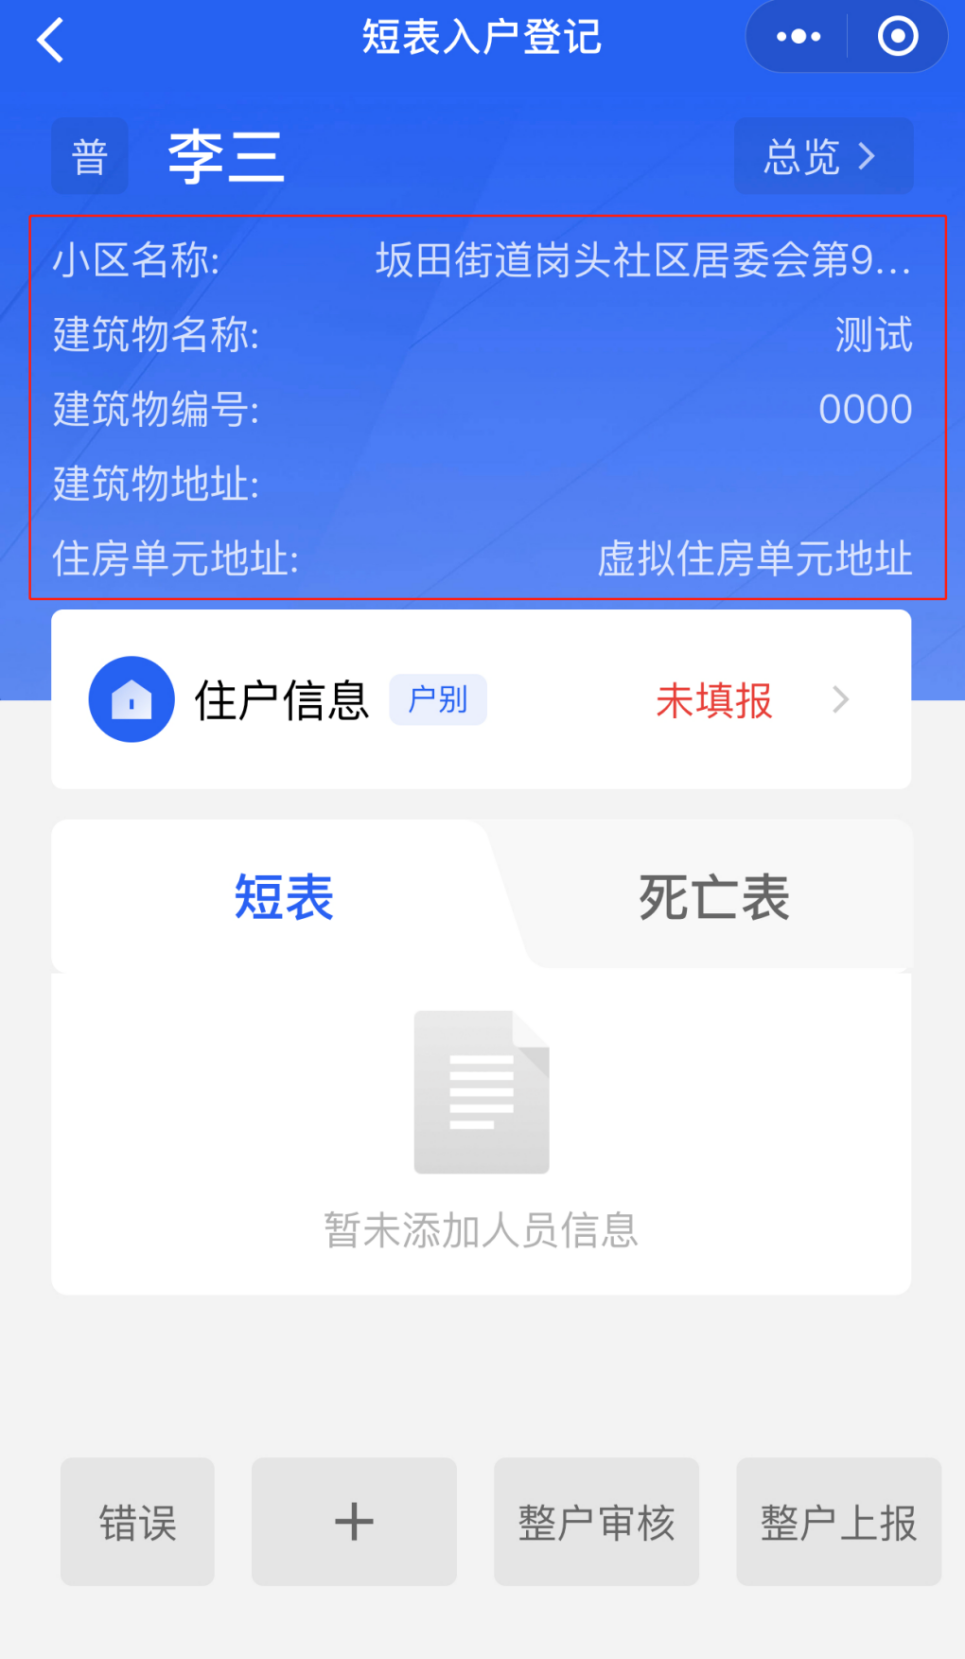 短表入户登记
普 李三 总览
小区名称: 坂田街道岗头社区居委会第9...
建筑物名称: 测试
建筑物编号: 0000
建筑物地址:
住房单元地址: 虚拟住房单元地址
住户信息 户别 未填报
短表 死亡表
暂未添加人员信息
错误 + 整户审核 整户上报